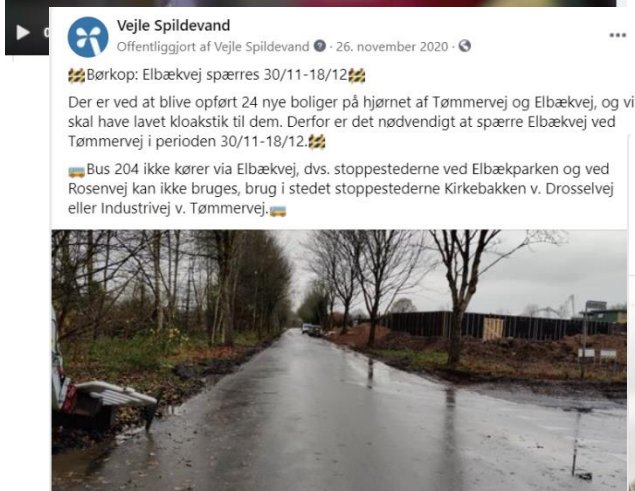 Vejle Spildevand
Offentliggjort af Vejle Spildevand · 26. november 2020 ·
🚧Børkop: Elbækvej spærres 30/11-18/12🚧
Der er ved at blive opført 24 nye boliger på hjørnet af Tømmervej og Elbækvej, og vi
skal have lavet kloakstik til dem. Derfor er det nødvendigt at spærre Elbækvej ved
Tømmervej i perioden 30/11-18/12.🚧
🚌Bus 204 ikke kører via Elbækvej, dvs. stoppestederne ved Elbækparken og ved
Rosenvej kan ikke bruges, brug i stedet stoppestederne Kirkebakken v. Drosselvej
eller Industrivej v. Tømmervej.🚌